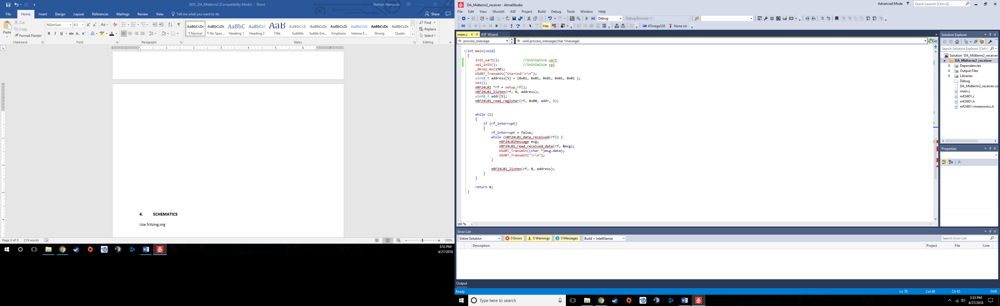 DOC_DA_Midterm2 [Compatibility Mode] - Word
Nathan Hanuscin
File Home Insert Design Layout References Mailings Review View Tell me what you want to do
Share
Paste
Cut
Copy
Format Painter
Clipboard
NSimSun 9.5
Font
Paragraph
AaBbCcDc AaBbCcDc AaBbC AaBbCcI AaB AaBbCcD AaBbCcDt AaBbCcDt AaBbCcDt AaBbCcDc AaBbCcDt
¶ Normal ¶ No Spac... Heading 1 Heading 2 Title Subtitle Subtle Em... Emphasis Intense E... Strong Quote
Styles
Find
Replace
Select
Editing
4. SCHEMATICS
Use fritzing.org
Page 9 of 9 219 words
100%
3:53 PM
4/27/2018
DA_Midterm2_receiver - AtmelStudio
Advanced Mode
Quick Launch (Ctrl+Q)
File Edit View VAssistX ASF Project Build Debug Tools Window Help
Debug Debug Browser
Hex
ATmega328 None on
main.c ASF Wizard
process_message void process_message(char *message) Go
int main(void)
{
init_uart(); //initialize uart
spi_init(); //initialize spi
_delay_ms(150);
USART_Transmit("Started!\r\n");
uint8_t address[5] = {0x01, 0x01, 0x01, 0x01, 0x01 };
sei();
nRF24L01 *rf = setup_rf();
nRF24L01_listen(rf, 0, address);
uint8_t addr[5];
nRF24L01_read_register(rf, 0x00, addr, 1);
while (1)
{
if (rf_interrupt)
{
rf_interrupt = false;
while (nRF24L01_data_received(rf)) {
nRF24L01Message msg;
nRF24L01_read_received_data(rf, &msg);
USART_Transmit((char *)msg.data);
USART_Transmit("\r\n");
}
nRF24L01_listen(rf, 0, address);
}
}
return 0;
}
100 %
Solution Explorer
Search Solution Explorer (Ctrl+;
Solution 'DA_Midterm2_receiver
DA_Midterm2_receiver
Dependencies
Output Files
Libraries
Debug
DA_Midterm2_receiver.co
main.c
nrf24l01.c
nrf24l01.h
nrf24l01-mnemonics.h
Properties
Error List
Entire Solution 0 Errors 0 Warnings 0 Messages Build + IntelliSense
Search Error List
Description Project File Line
Output
Ready Ln 70 Col 68 Ch 65 OVR
Type here to search
3:53 PM
4/27/2018